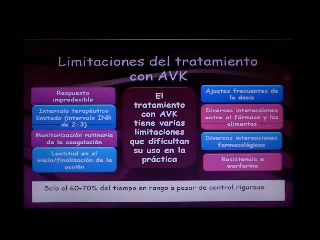 Limitaciones del tratamiento
con AVK
Respuesta
impredecible
Intervalo terapéutico
limitado (intervalo INR
de 2-3)
Monitorización rutinaria
de la coagulación
Lentitud en el
inicio/finalización de la
acción
El
tratamiento
con AVK
tiene varias
limitaciones
que dificultan
su uso en la
práctica
Ajustes frecuentes de
la dosis
Diversas interacciones
entre el fármaco y los
alimentos
Diversas interacciones
farmacológicas
Resistencia a
warfarina
Solo el 60-70% del tiempo en rango a pesar de control riguroso.